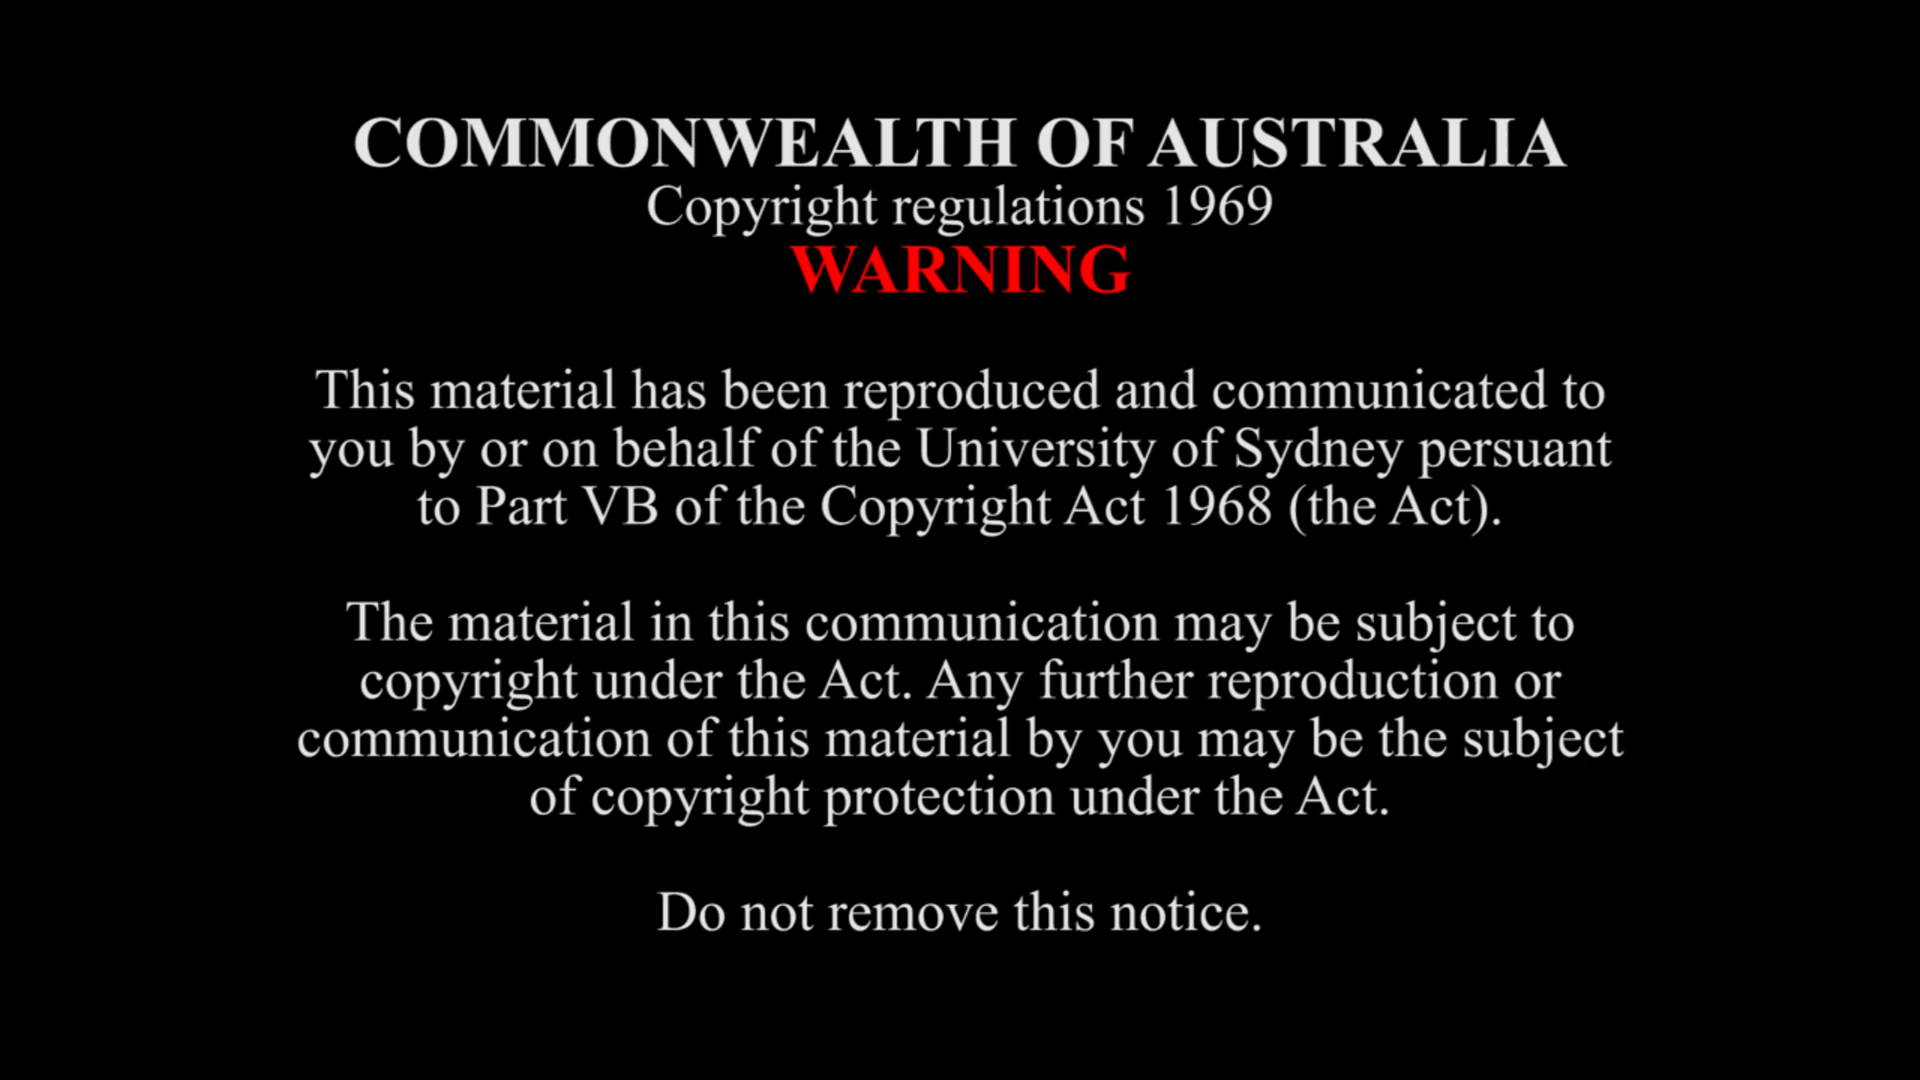 COMMONWEALTH OF AUSTRALIA
Copyright regulations 1969
WARNING
This material has been reproduced and communicated to
you by or on behalf of the University of Sydney persuant
to Part VB of the Copyright Act 1968 (the Act).
The material in this communication may be subject to
copyright under the Act. Any further reproduction or
communication of this material by you may be the subject
of copyright protection under the Act.
Do not remove this notice.